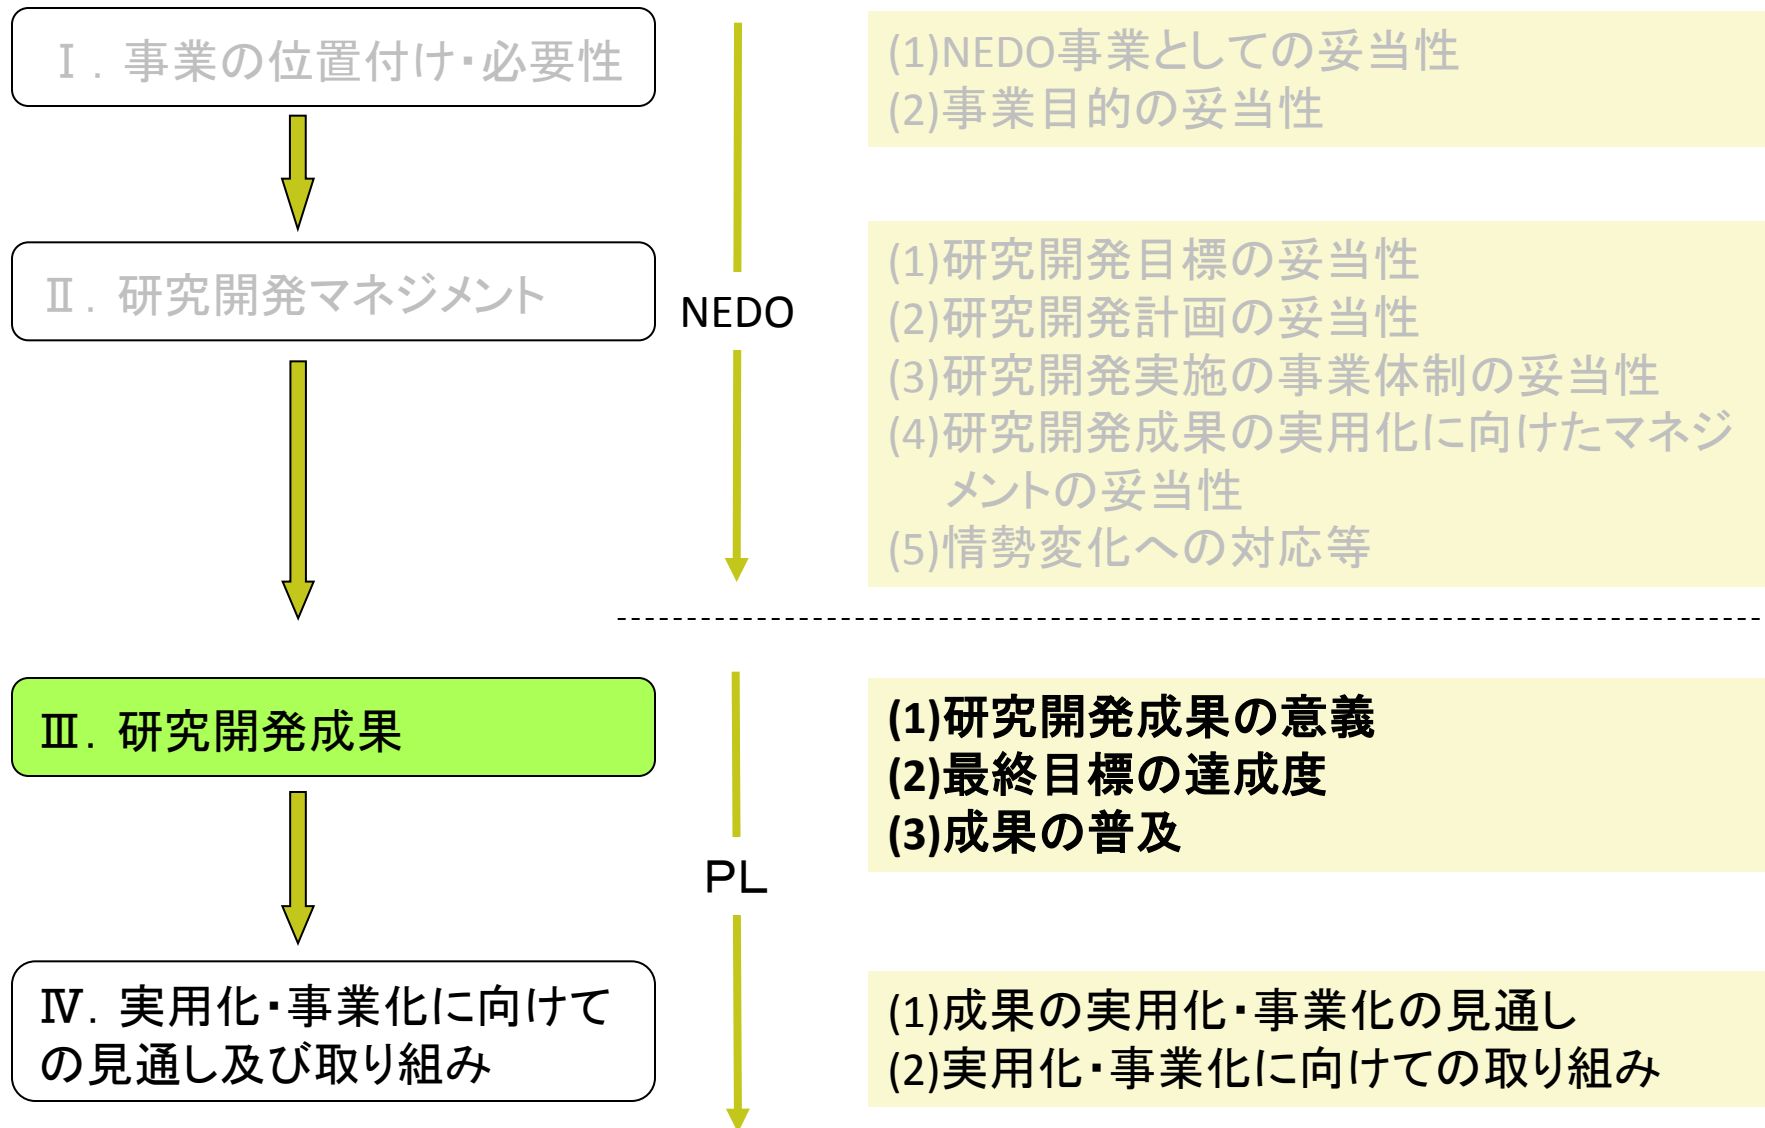 Ⅰ．事業の位置付け・必要性
(1)NEDO事業としての妥当性
(2)事業目的の妥当性
Ⅱ．研究開発マネジメント
NEDO
(1)研究開発目標の妥当性
(2)研究開発計画の妥当性
(3)研究開発実施の事業体制の妥当性
(4)研究開発成果の実用化に向けたマネジ
メントの妥当性
(5)情勢変化への対応等
Ⅲ．研究開発成果
(1)研究開発成果の意義
(2)最終目標の達成度
(3)成果の普及
PL
Ⅳ．実用化・事業化に向けて
の見通し及び取り組み
(1)成果の実用化・事業化の見通し
(2)実用化・事業化に向けての取り組み